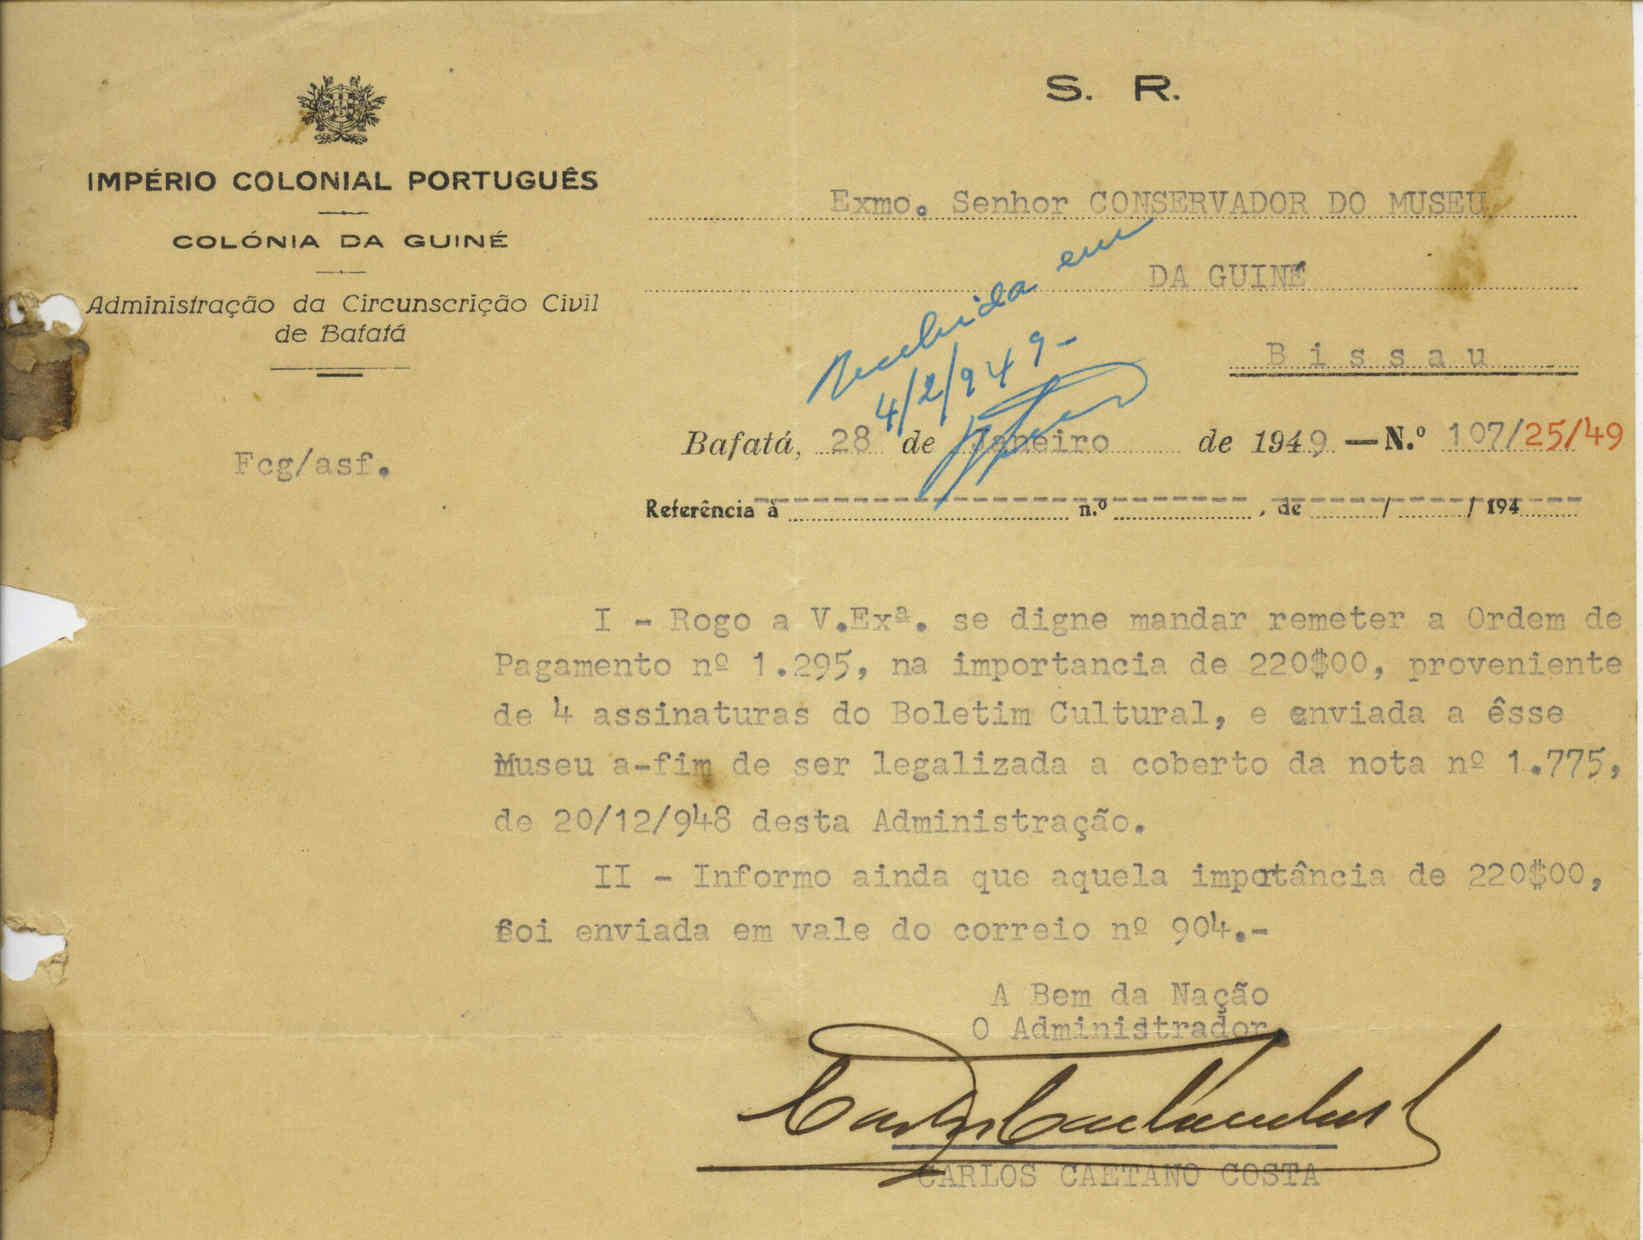 S. R.
IMPÉRIO COLONIAL PORTUGUÊS
COLÓNIA DA GUINÉ
Administração da Circunscrição Civil
de Bafatá
Exmo. Senhor CONSERVADOR DO MUSEU
DA GUINÉ
Bissau
recebida em
4/2/949-
Bafatá, 28 de Janeiro de 1949 — N.º 107/25/49
Fcg/asf.
Referência à n.º , de / / 194
I - Rogo a V.Exª. se digne mandar remeter a Ordem de
Pagamento nº 1.295, na importancia de 220$00, proveniente
de 4 assinaturas do Boletim Cultural, e enviada a êsse
Museu a-fim de ser legalizada a coberto da nota nº 1.775,
de 20/12/948 desta Administração.
II - Informo ainda que aquela impotância de 220$00,
foi enviada em vale do correio nº 904.-
A Bem da Nação
O Administrador,
CARLOS CAETANO COSTA